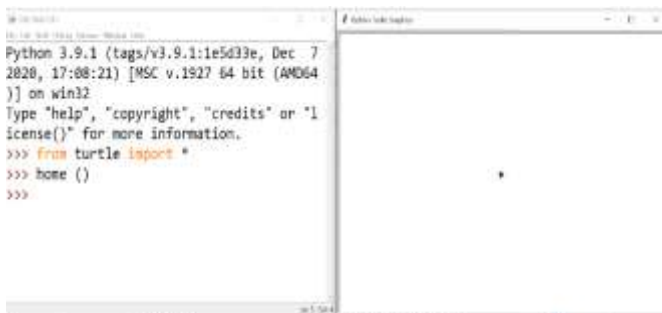 Python 3.9.1 (tags/v3.9.1:1e5d33e, Dec  7
2020, 17:08:21) [MSC v.1927 64 bit (AMD64
)] on win32
Type "help", "copyright", "credits" or "l
icense()" for more information.
>>> from turtle import *
>>> home ()
>>>